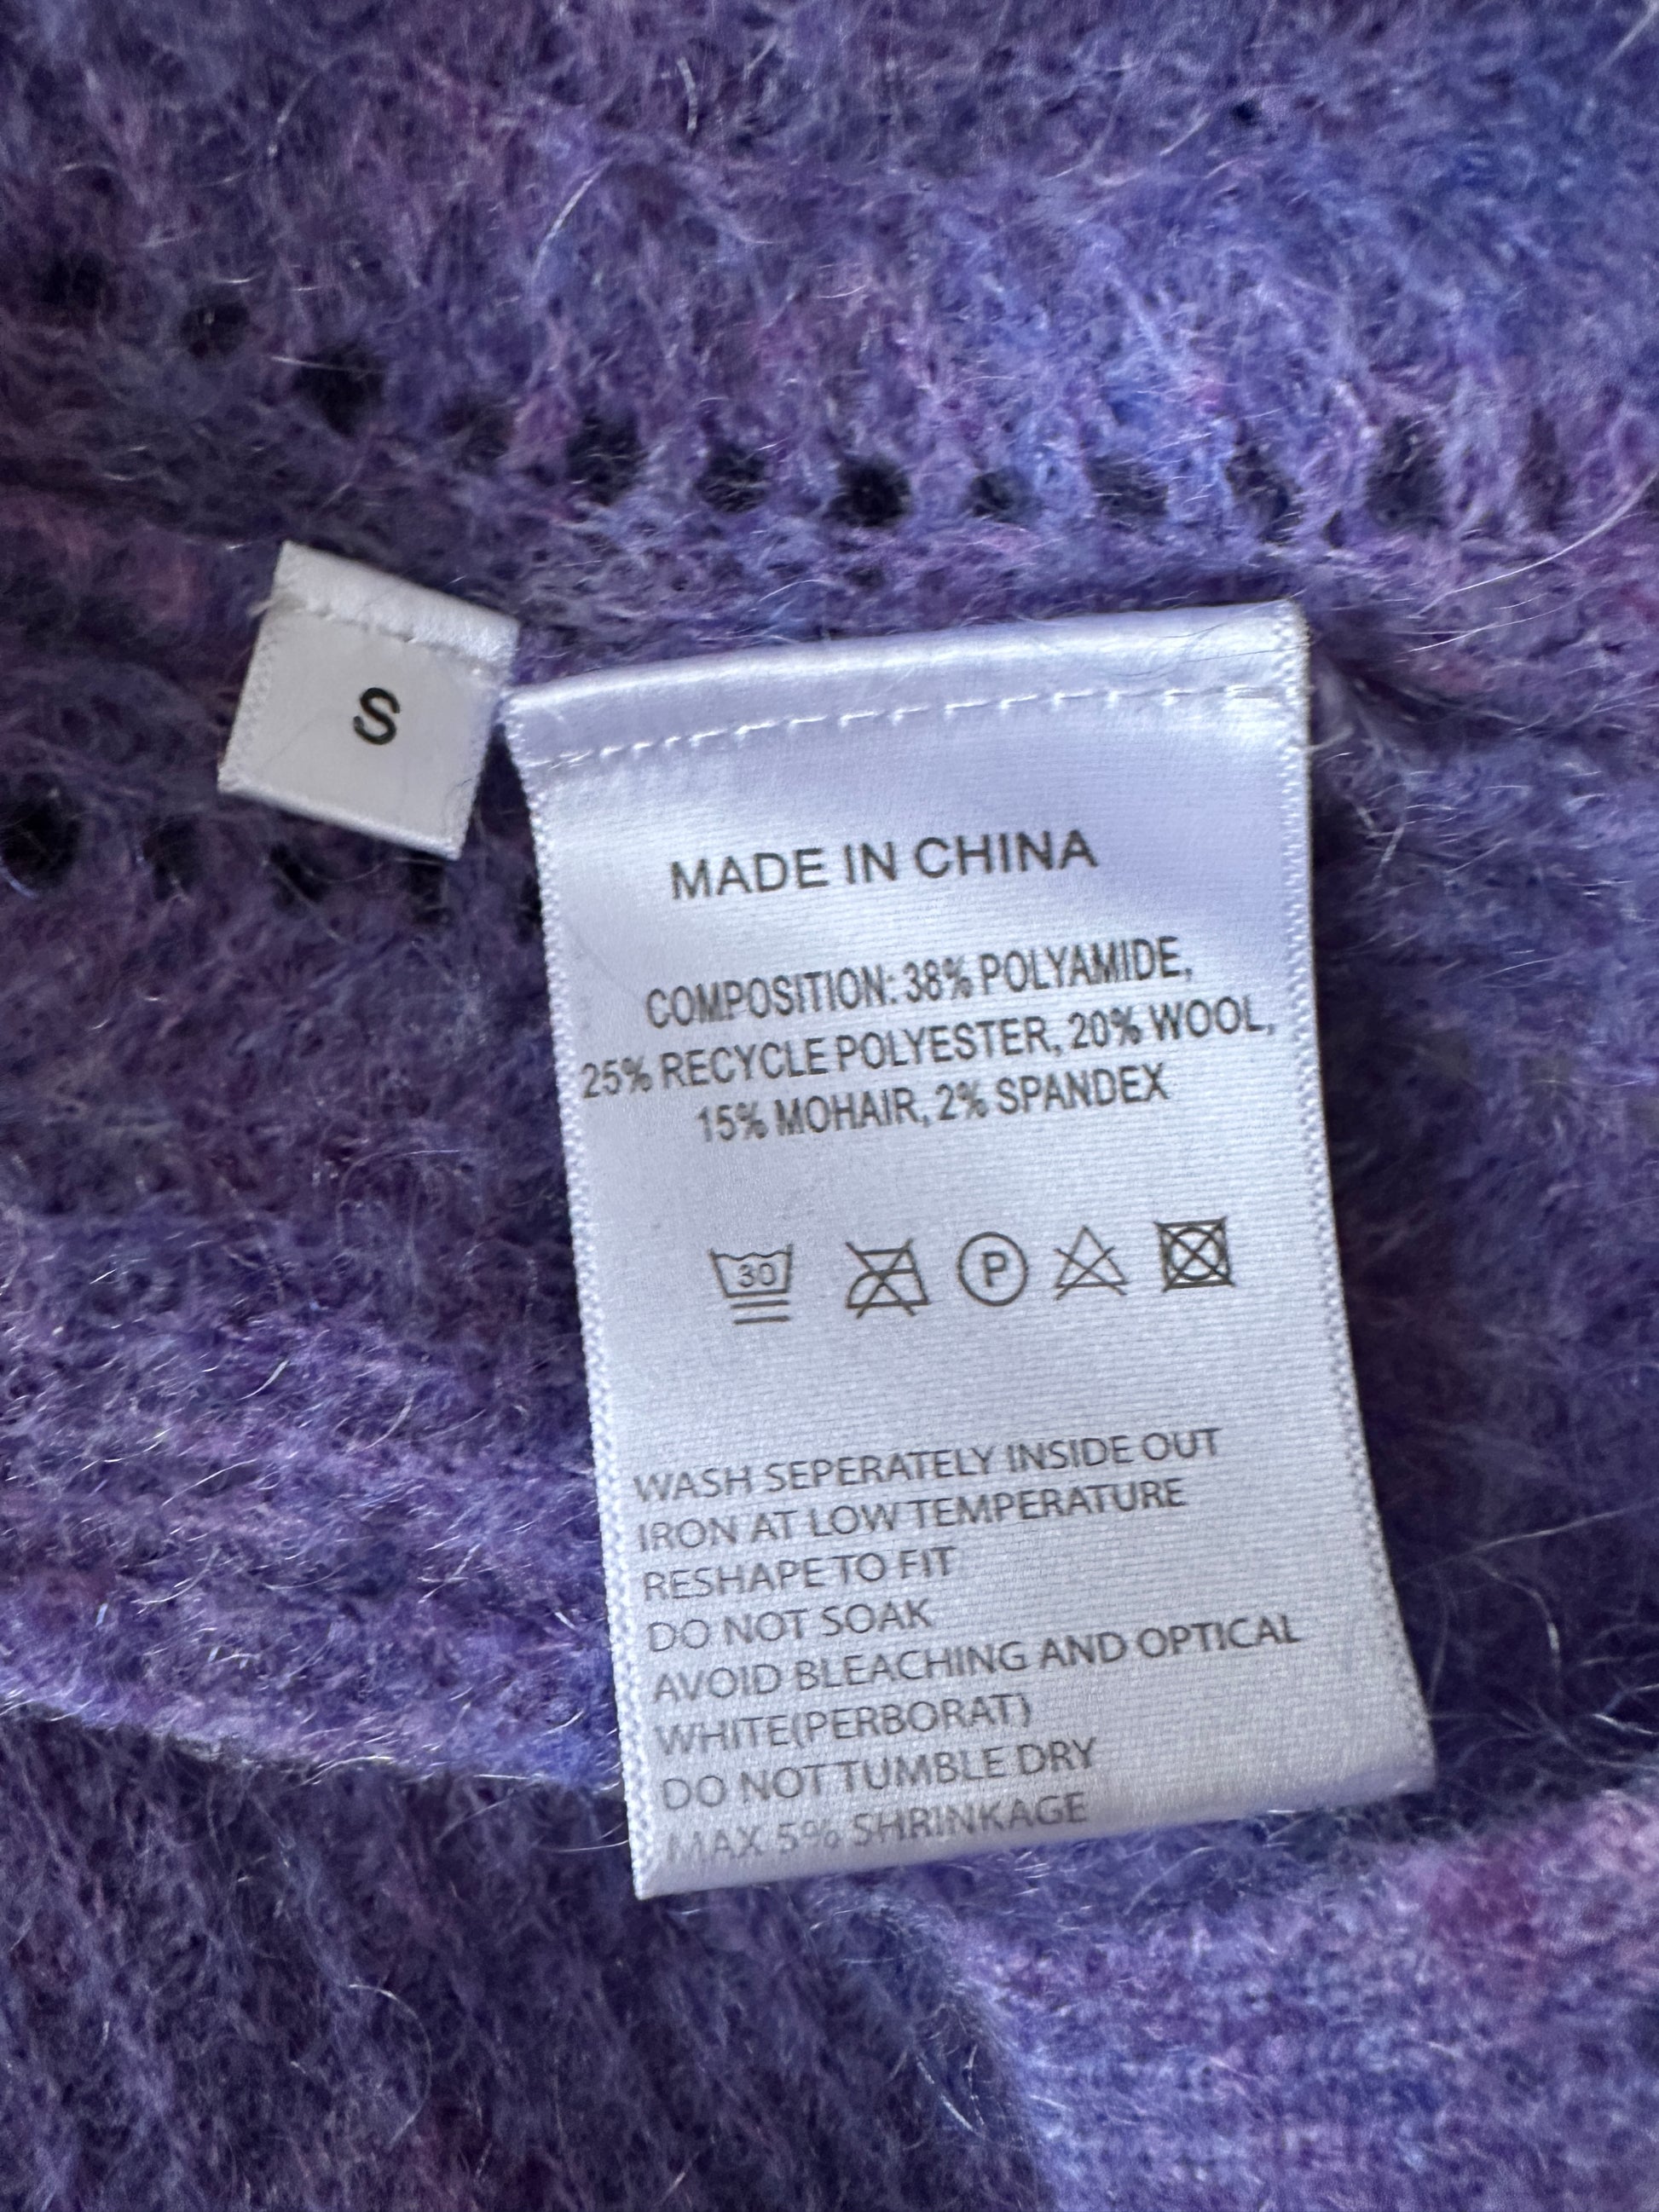 S
MADE IN CHINA
COMPOSITION: 38% POLYAMIDE,
25% RECYCLE POLYESTER, 20% WOOL,
15% MOHAIR, 2% SPANDEX
30
P
WASH SEPERATELY INSIDE OUT
IRON AT LOW TEMPERATURE
RESHAPE TO FIT
DO NOT SOAK
AVOID BLEACHING AND OPTICAL
WHITE(PERBORAT)
DO NOT TUMBLE DRY
MAX 5% SHRINKAGE